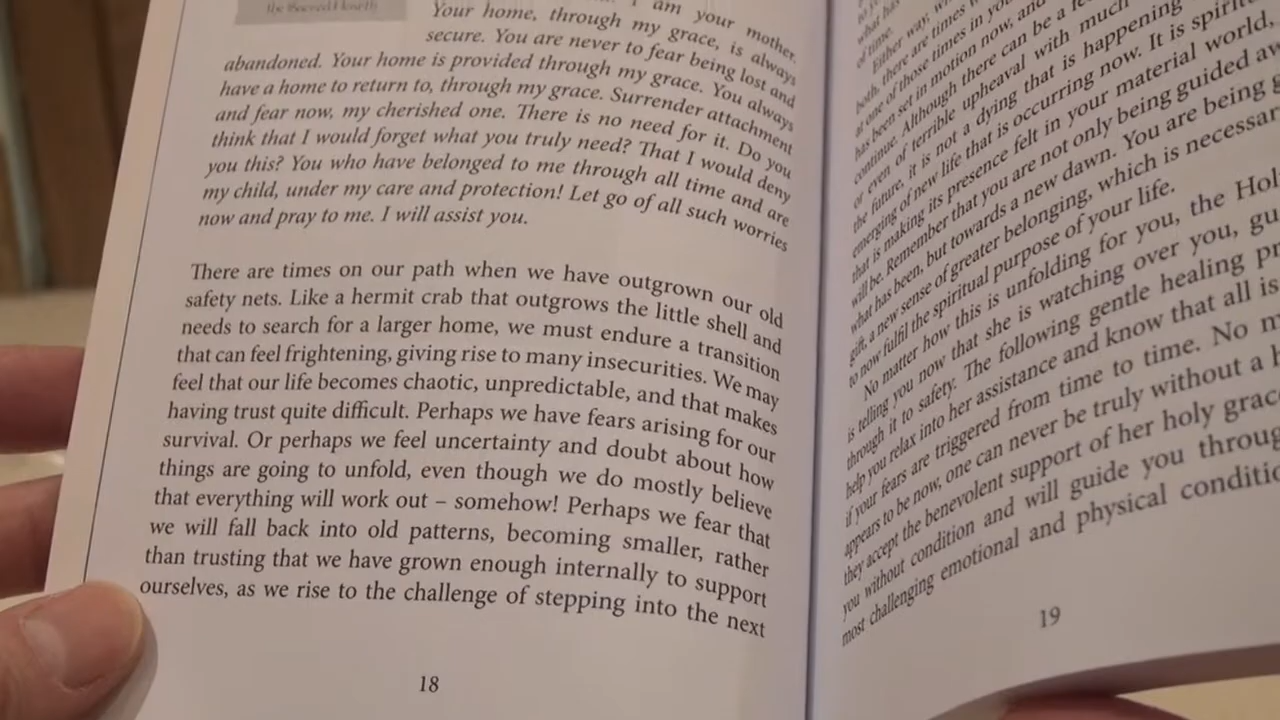 the Sacred Hearth
I am your mother.
Your home, through my grace, is always
secure. You are never to fear being lost and
abandoned. Your home is provided through my grace. You always
have a home to return to, through my grace. Surrender attachment
and fear now, my cherished one. There is no need for it. Do you
think that I would forget what you truly need? That I would deny
you this? You who have belonged to me through all time and are
my child, under my care and protection! Let go of all such worries
now and pray to me. I will assist you.
There are times on our path when we have outgrown our old
safety nets. Like a hermit crab that outgrows the little shell and
needs to search for a larger home, we must endure a transition
that can feel frightening, giving rise to many insecurities. We may
feel that our life becomes chaotic, unpredictable, and that makes
having trust quite difficult. Perhaps we have fears arising for our
survival. Or perhaps we feel uncertainty and doubt about how
things are going to unfold, even though we do mostly believe
that everything will work out – somehow! Perhaps we fear that
we will fall back into old patterns, becoming smaller, rather
than trusting that we have grown enough internally to support
ourselves, as we rise to the challenge of stepping into the next
18
what has
of time.
Either way,
both, there are times
at one of those times in
has been set in motion now, and
continue. Although there can be a
or even of terrible upheaval with much
the future, it is not a dying that is happening
emerging of new life that is occurring now. It is
that is making its presence felt in your material world,
will be. Remember that you are not only being guided
what has been, but towards a new dawn. You are being
gift, a new sense of greater belonging, which is
to now fulfil the spiritual purpose of your life.
No matter how this is unfolding for you, the
is telling you now that she is watching over you,
through it to safety. The following gentle healing
help you relax into her assistance and know that all is
if your fears are triggered from time to time. No
appears to be now, one can never be truly without a
they accept the benevolent support of her holy
you without condition and will guide you
most challenging emotional and physical
19